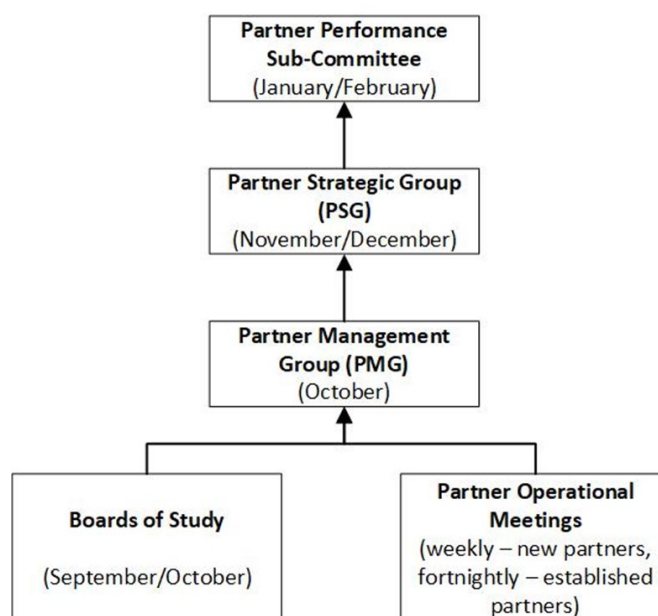 Partner Performance
Sub-Committee
(January/February)
Partner Strategic Group
(PSG)
(November/December)
Partner Management
Group (PMG)
(October)
Boards of Study
(September/October)
Partner Operational
Meetings
(weekly – new partners,
fortnightly – established
partners)